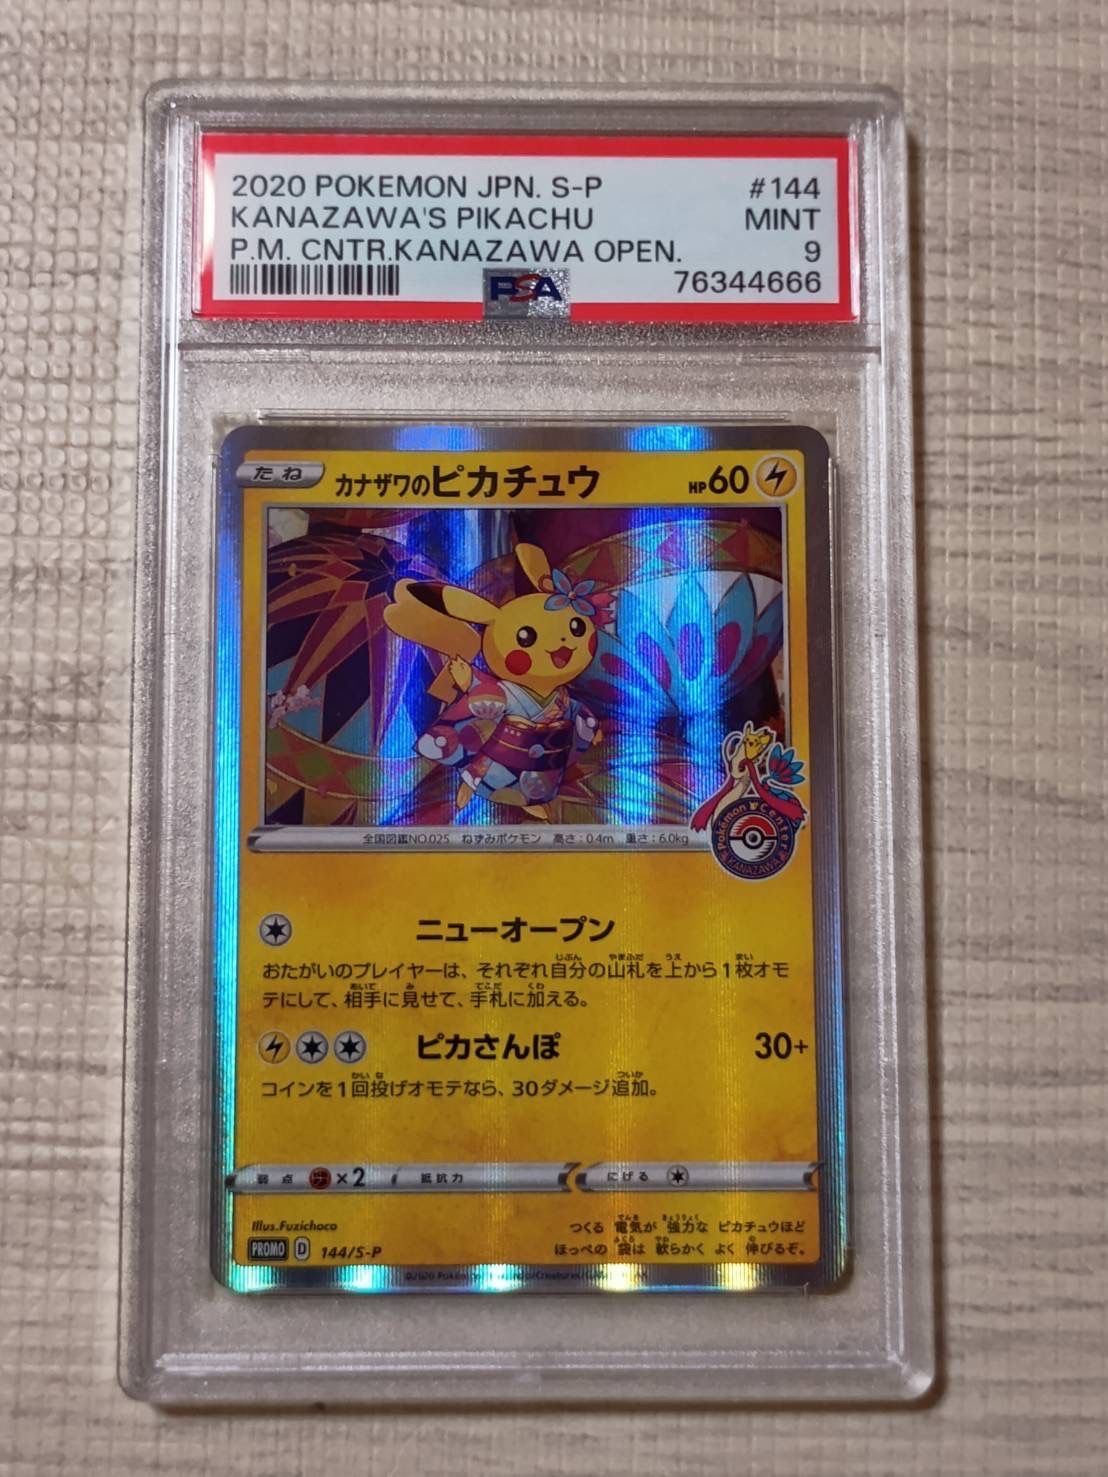 2020 POKEMON JPN. S-P #144
KANAZAWA'S PIKACHU MINT
P.M. CNTR.KANAZAWA OPEN. 9
76344666
PSA
たね カナザワのピカチュウ HP60
Pokémon Center
KANAZAWA
全国図鑑NO.025 ねずみポケモン 高さ:0.4m 重さ:6.0kg
ニューオープン
おたがいのプレイヤーは、それぞれ自分の山札を上から1枚オモ
テにして、相手に見せて、手札に加える。
ピカさんぽ 30+
コインを1回投げオモテなら、30ダメージ追加。
弱点 ×2 抵抗力 にげる
Illus.Fuzichoco
つくる 電気が 強力な ピカチュウほど
ほっぺの 袋は 軟らかく よく 伸びるぞ。
PROMO D 144/S-P
©2020 Pokémon